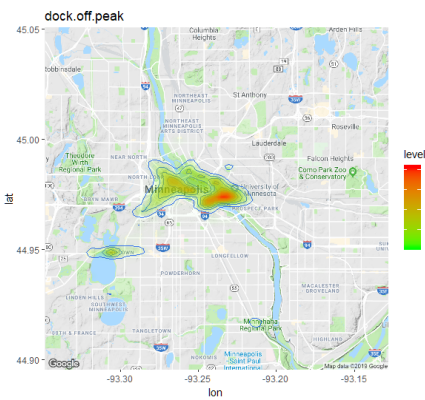 dock.off.peak
45.05
45.00
44.95
44.90
lat
-93.30
-93.25
-93.20
-93.15
lon
level
Columbia
Heights
Arden Hills
obbinsdale
NORTHEAST
MINNEAPOLIS
St Anthony
NORTHEAST
MINNEAPOLIS
ARTS DISTRICT
Roseville
Lauderdale
Theodore
Wirth
Regional Park
NEAR NORTH
Falcon Heights
Como Park Zoo
& Conservatory
Minneapolis
University of
Minnesota
LONGFELLOW
POWDERHORN
MACALESTER
GROVELAND
LINDEN HILLS
SOUTHWEST
MINNEAPOLIS
TANGLETOWN
Minnehaha
Regional Park
HIGHLAND
NOKOMIS
Minneapolis
Saint Paul
International
Google
Map data ©2019 Google